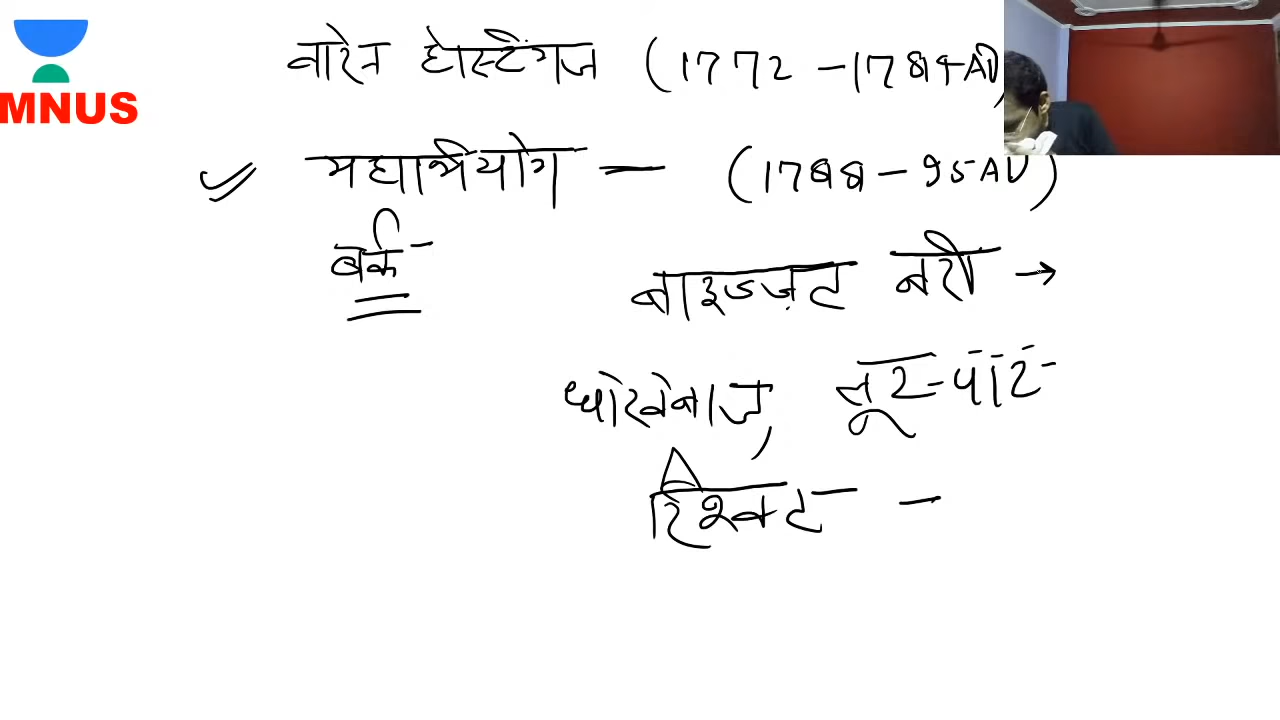 MNUS
वारेन हेस्टिंग्ज (1772 - 1784 AD)
महाभियोग — (1788 - 95 AD)
बर्क
बाइज्जत बरी →
धोखेबाज, लूट-पाट
रिश्वत -